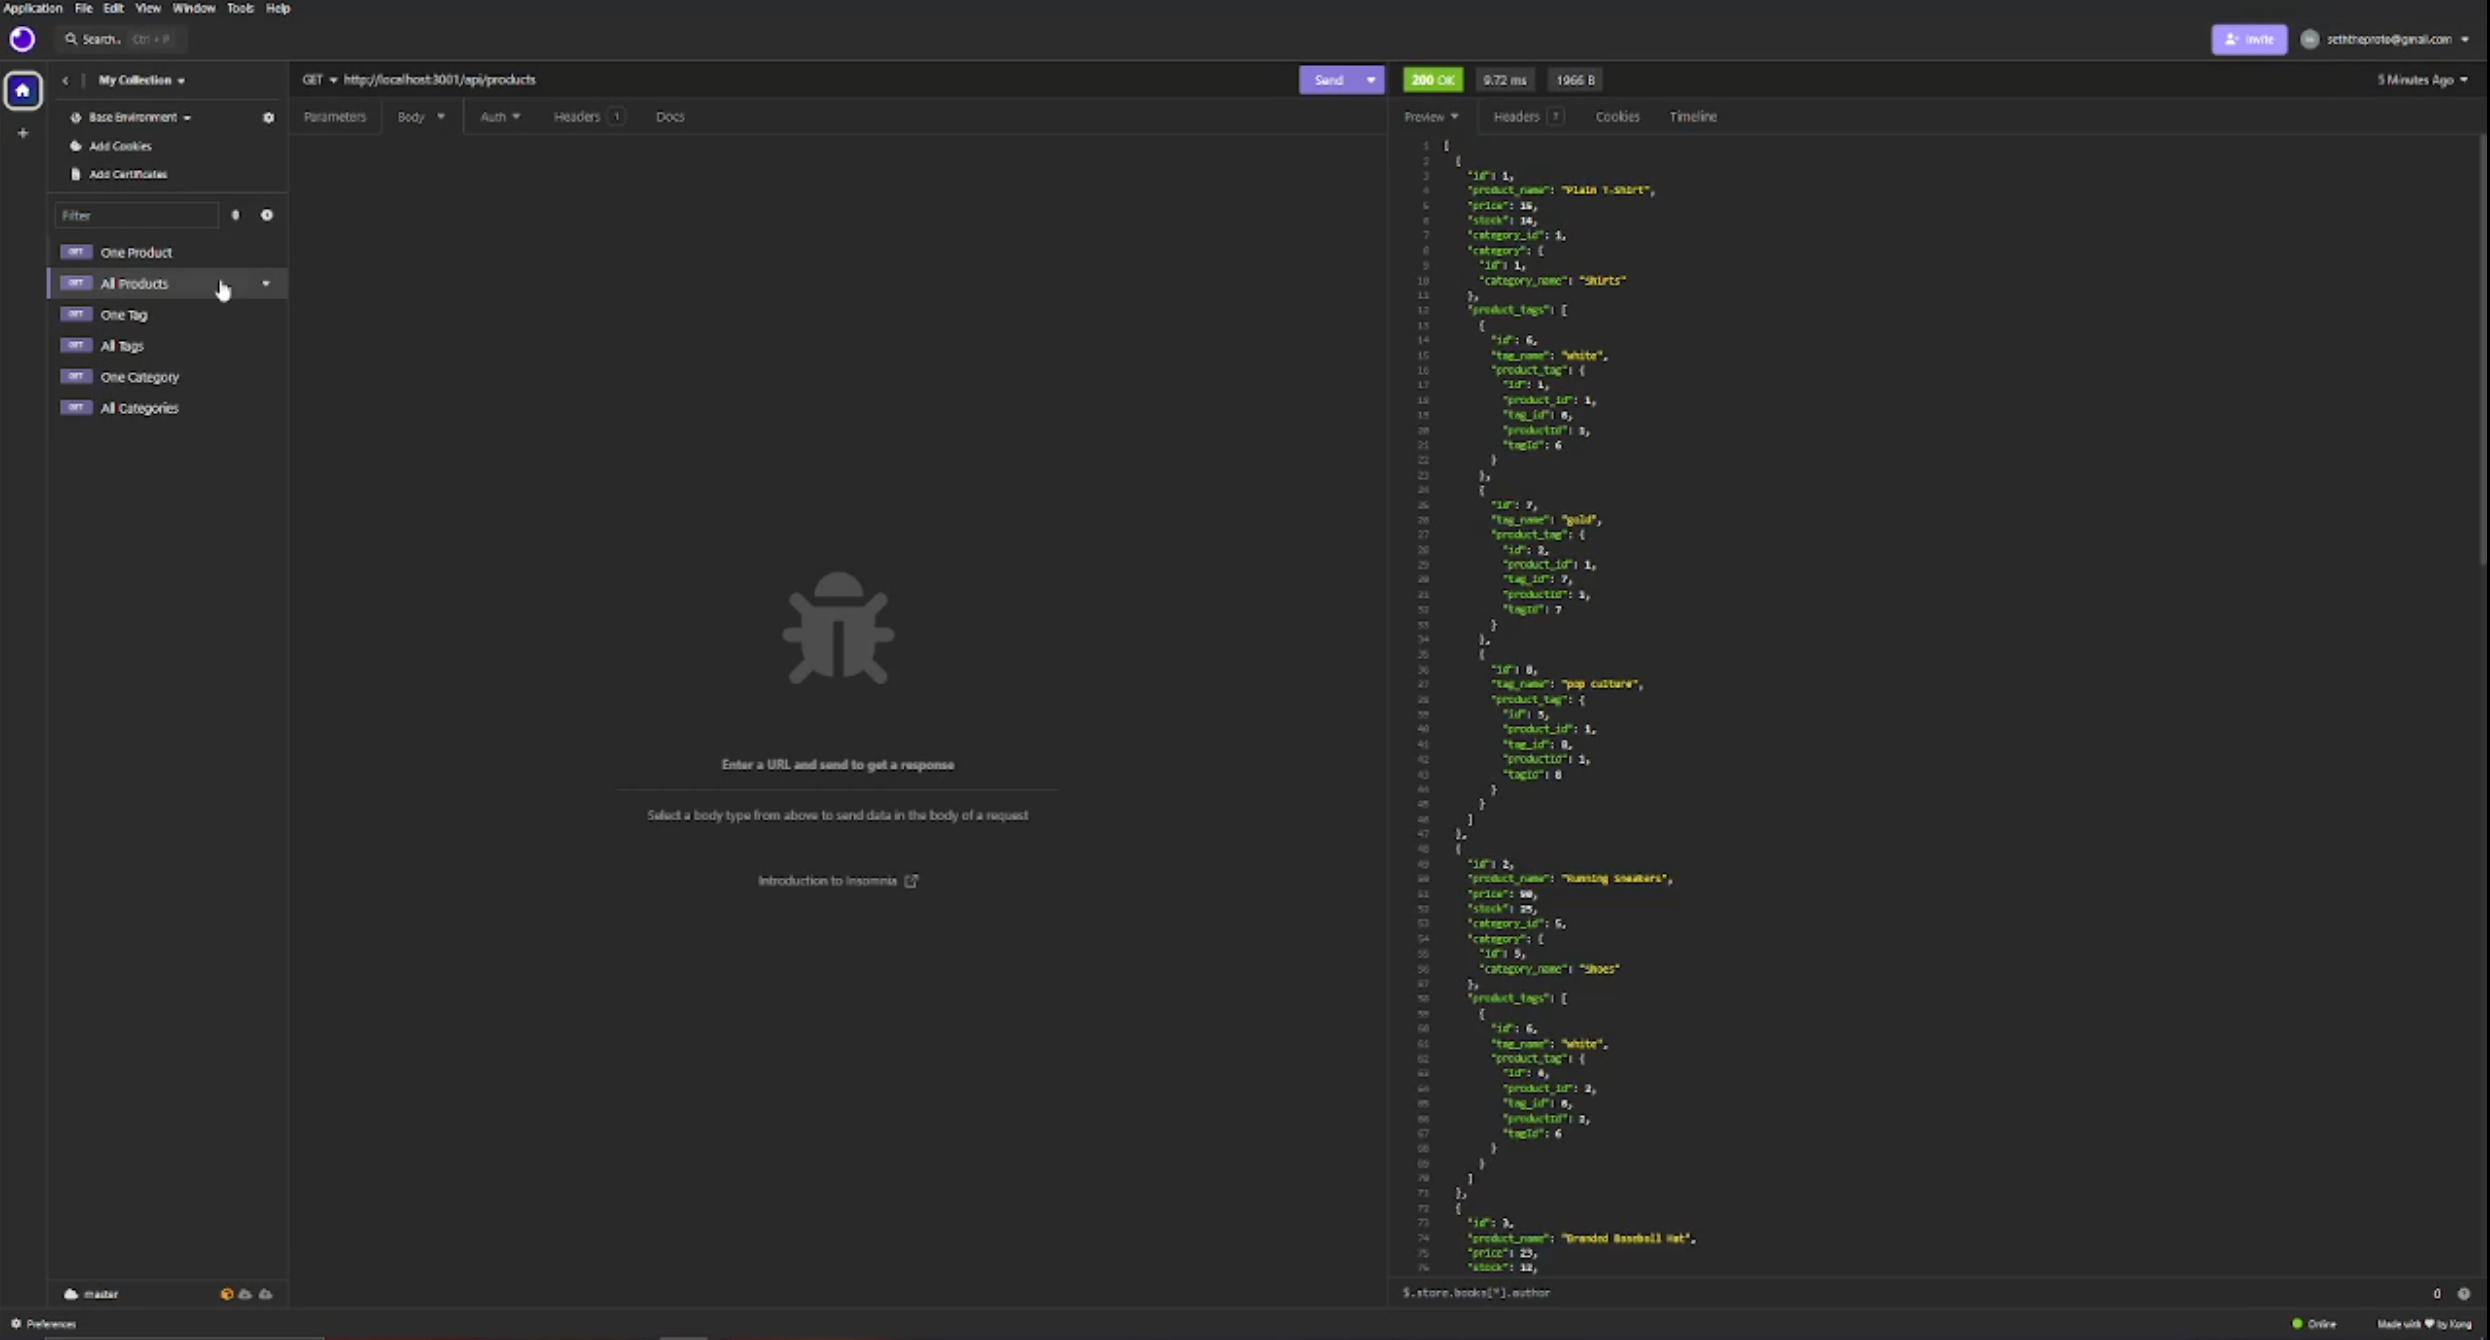 Application File Edit View Window Tools Help
Search.. Ctrl + P
Invite seththeproto@gmail.com
My Collection
GET http://localhost:3001/api/products
Send
200 OK 9.72 ms 1966 B
5 Minutes Ago
Base Environment
Parameters Body Auth Headers 1 Docs
Preview Headers 7 Cookies Timeline
Add Cookies
Add Certificates
Filter
GET One Product
GET All Products
GET One Tag
GET All Tags
GET One Category
GET All Categories
Enter a URL and send to get a response
Select a body type from above to send data in the body of a request
Introduction to Insomnia
1 [
2 {
3 "id": 1,
4 "product_name": "Plain T-Shirt",
5 "price":
6 "stock": 14,
7 "category_id": 1,
8 "category": {
9 "id": 1,
10 "category_name": "Shirts"
11 },
12 "product_tags": [
13 {
14 "id": 6,
15 "tag_name": "white",
16 "product_tag": {
17 "id": 1,
18 "product_id": 1,
19 "tag_id": 6,
20 "productId": 1,
21 "tagId": 6
22 }
23 },
24 {
25 "id": 7,
26 "tag_name": "gold",
27 "product_tag": {
28 "id": 2,
29 "product_id": 1,
30 "tag_id": 7,
31 "productId": 1,
32 "tagId": 7
33 }
34 },
35 {
36 "id": 8,
37 "tag_name": "pop culture",
38 "product_tag": {
39 "id":
40 "product_id": 1,
41 "tag_id": 8,
42 "productId": 1,
43 "tagId": 8
44 }
45 }
46 ]
47 },
48 {
49 "id": 2,
50 "product_name": "Running Sneakers",
51 "price": 90,
52 "stock": 25,
53 "category_id": 5,
54 "category": {
55 "id": 5,
56 "category_name": "Shoes"
57 },
58 "product_tags": [
59 {
60 "id": 6,
61 "tag_name": "white",
62 "product_tag": {
63 "id":
64 "product_id": 2,
65 "tag_id": 6,
66 "productId": 2,
67 "tagId": 6
68 }
69 }
70 ]
71 },
72 {
73 "id": 3,
74 "product_name": "Branded Baseball Hat",
75 "price": 23,
76 "stock": 12,
master
$.store.books[*].author
0
Preferences
Online Made with ♥ by Kong